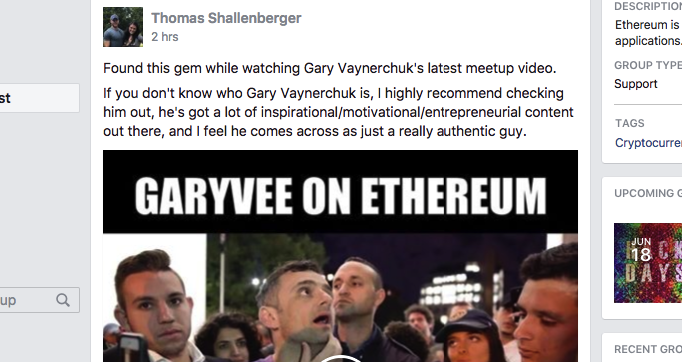 Thomas Shallenberger
2 hrs
Found this gem while watching Gary Vaynerchuk's latest meetup video.
If you don't know who Gary Vaynerchuk is, I highly recommend checking
him out, he's got a lot of inspirational/motivational/entrepreneurial content
out there, and I feel he comes across as just a really authentic guy.
GARYVEE ON ETHEREUM
st
up
DESCRIPTION
Ethereum is
applications.
GROUP TYPE
Support
TAGS
Cryptocurre
UPCOMING G
JUN
18
HACK
DAYS
RECENT GRO